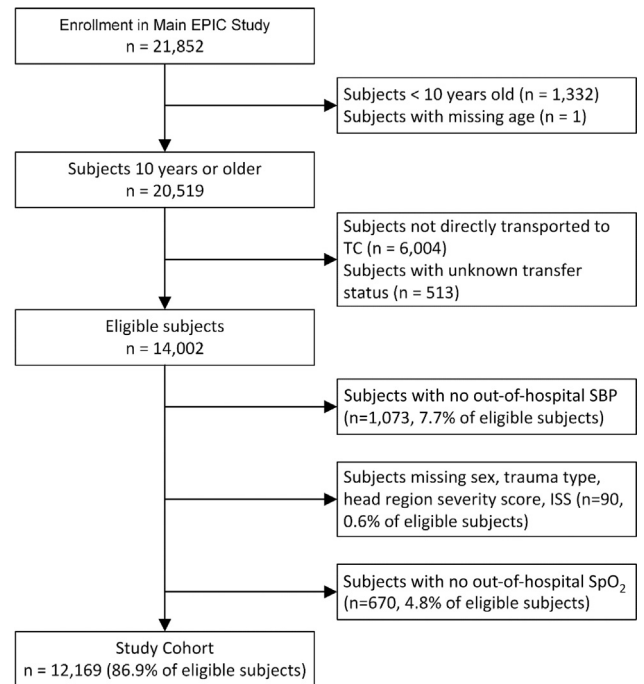 Enrollment in Main EPIC Study
n = 21,852
Subjects < 10 years old (n = 1,332)
Subjects with missing age (n = 1)
Subjects 10 years or older
n = 20,519
Subjects not directly transported to
TC (n = 6,004)
Subjects with unknown transfer
status (n = 513)
Eligible subjects
n = 14,002
Subjects with no out-of-hospital SBP
(n=1,073, 7.7% of eligible subjects)
Subjects missing sex, trauma type,
head region severity score, ISS (n=90,
0.6% of eligible subjects)
Subjects with no out-of-hospital SpO₂
(n=670, 4.8% of eligible subjects)
Study Cohort
n = 12,169 (86.9% of eligible subjects)